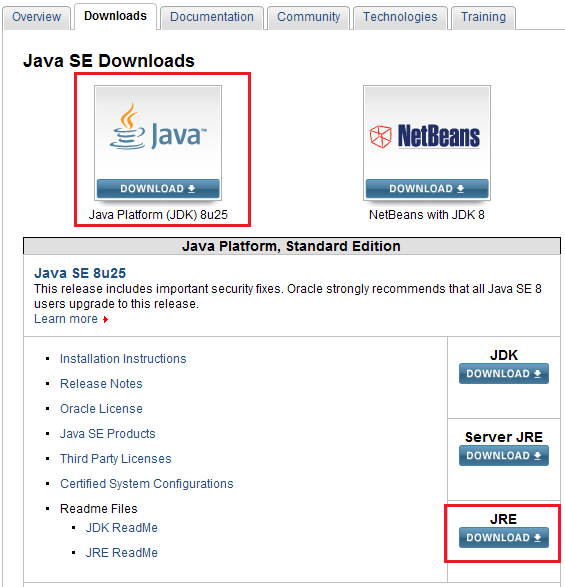 Overview Downloads Documentation Community Technologies Training
Java SE Downloads
Java™
DOWNLOAD
Java Platform (JDK) 8u25
NetBeans
DOWNLOAD
NetBeans with JDK 8
Java Platform, Standard Edition
Java SE 8u25
This release includes important security fixes. Oracle strongly recommends that all Java SE 8
users upgrade to this release.
Learn more
Installation Instructions
Release Notes
Oracle License
Java SE Products
Third Party Licenses
Certified System Configurations
Readme Files
JDK ReadMe
JRE ReadMe
JDK
DOWNLOAD
Server JRE
DOWNLOAD
JRE
DOWNLOAD